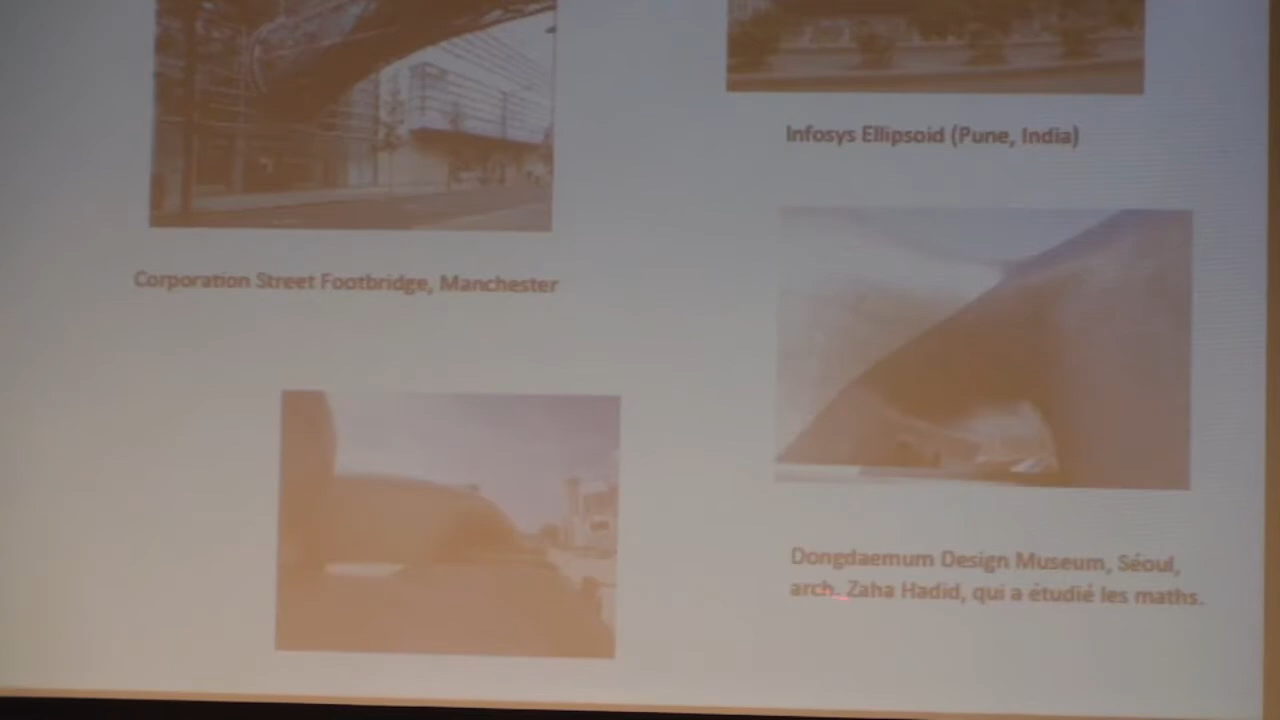 Infosys Ellipsoid (Pune, India)
Corporation Street Footbridge, Manchester
Dongdaemum Design Museum, Séoul,
arch. Zaha Hadid, qui a étudié les maths.